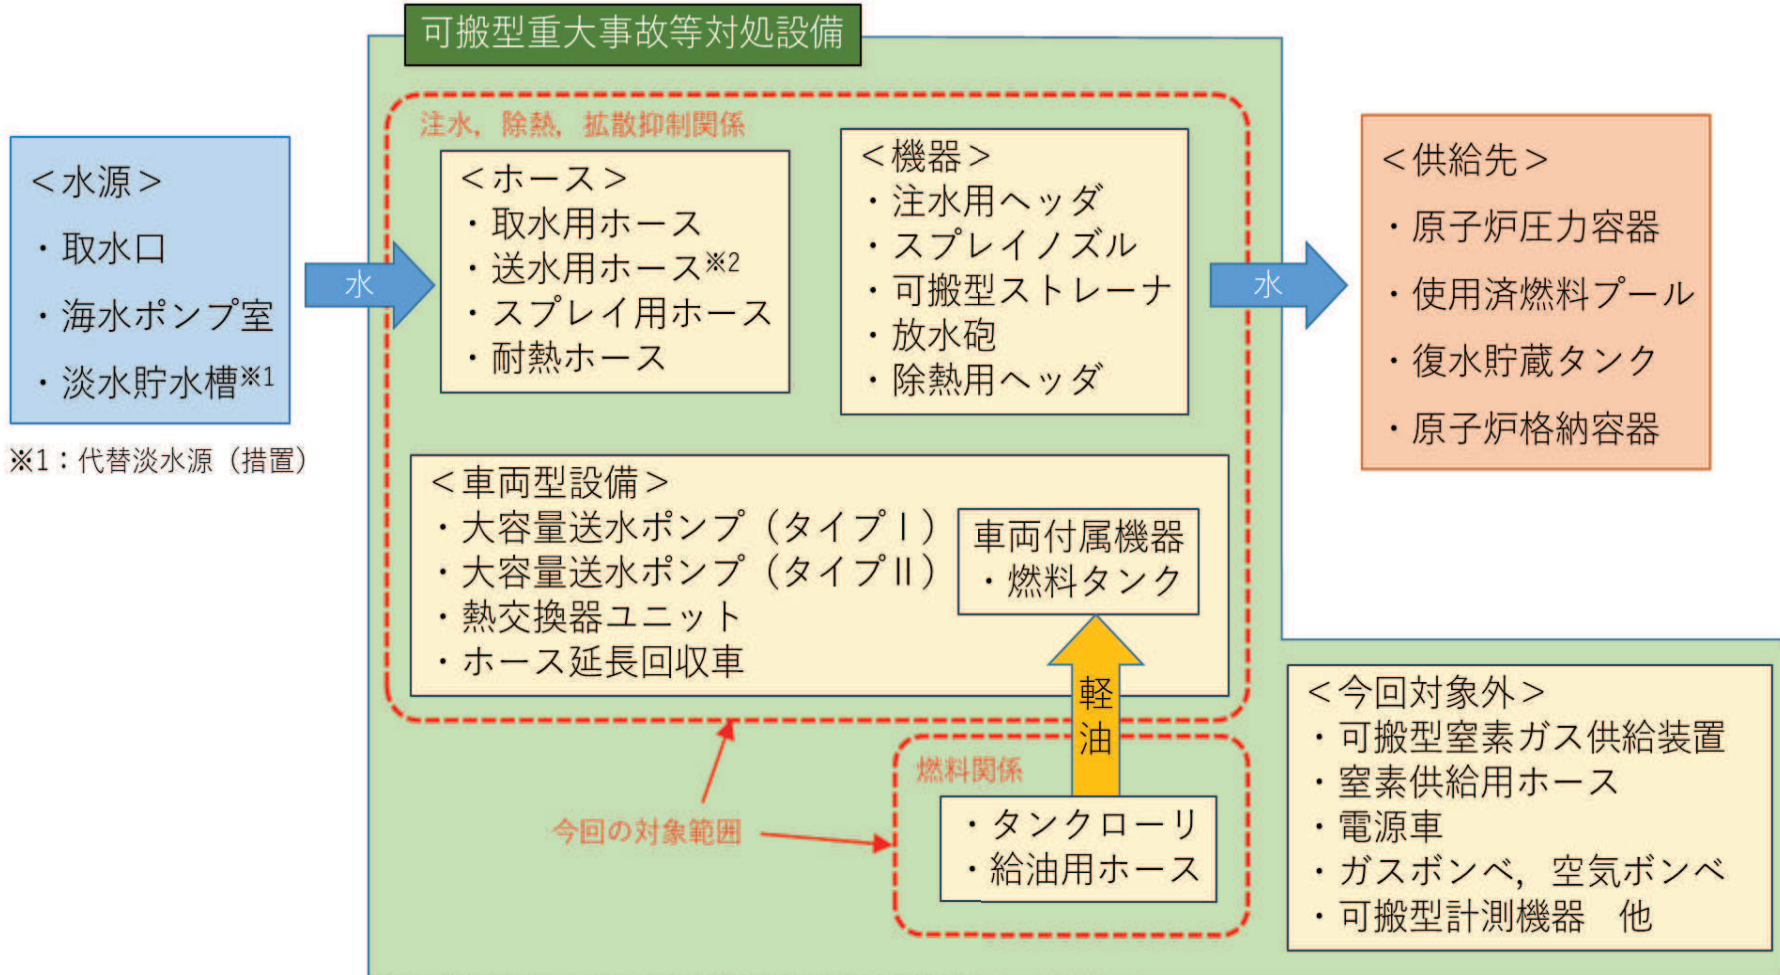 可搬型重大事故等対処設備
＜水源＞
・取水口
・海水ポンプ室
・淡水貯水槽※1
※1：代替淡水源（措置）
水
注水，除熱，拡散抑制関係
＜ホース＞
・取水用ホース
・送水用ホース※2
・スプレイ用ホース
・耐熱ホース
＜機器＞
・注水用ヘッダ
・スプレイノズル
・可搬型ストレーナ
・放水砲
・除熱用ヘッダ
水
＜供給先＞
・原子炉圧力容器
・使用済燃料プール
・復水貯蔵タンク
・原子炉格納容器
＜車両型設備＞
・大容量送水ポンプ（タイプⅠ）
・大容量送水ポンプ（タイプⅡ）
・熱交換器ユニット
・ホース延長回収車
車両付属機器
・燃料タンク
軽油
今回の対象範囲
燃料関係
・タンクローリ
・給油用ホース
＜今回対象外＞
・可搬型窒素ガス供給装置
・窒素供給用ホース
・電源車
・ガスボンベ，空気ボンベ
・可搬型計測機器　他